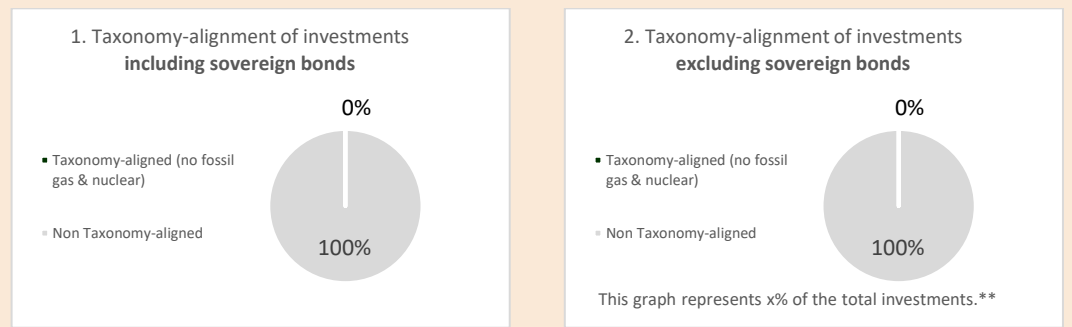 1. Taxonomy-alignment of investments
including sovereign bonds
0%
Taxonomy-aligned (no fossil
gas & nuclear)
Non Taxonomy-aligned
100%
2. Taxonomy-alignment of investments
excluding sovereign bonds
0%
Taxonomy-aligned (no fossil
gas & nuclear)
Non Taxonomy-aligned
100%
This graph represents x% of the total investments.**